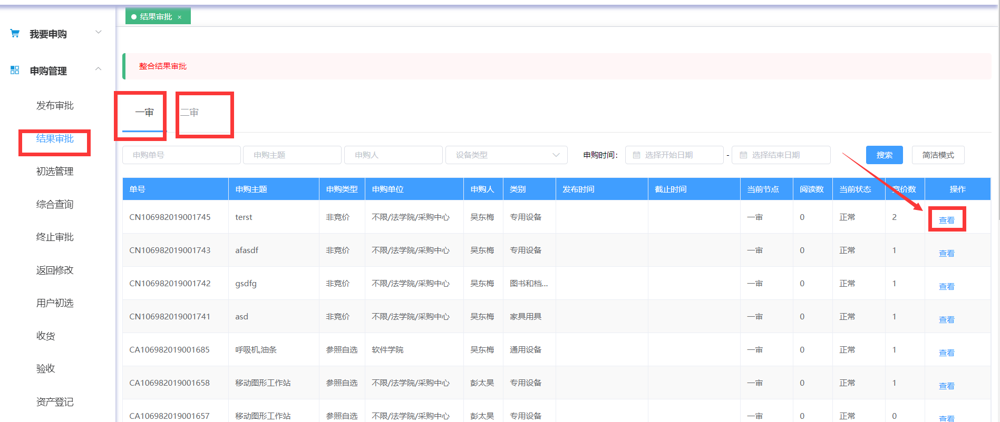 结果审批 ×
我要申购
申购管理
发布审批
结果审批
初选管理
综合查询
终止审批
返回修改
用户初选
收货
验收
资产登记
整合结果审批
一审 二审
申购单号 申购主题 申购人 设备类型 申购时间： 选择开始日期 - 选择结束日期 搜索 简洁模式
单号 申购主题 申购类型 申购单位 申购人 类别 发布时间 截止时间 当前节点 阅读数 当前状态 竞价数 操作
CN106982019001745 terst 非竞价 不限/法学院/采购中心 吴东梅 专用设备 一审 0 正常 2 查看
CN106982019001743 afasdf 非竞价 不限/法学院/采购中心 吴东梅 专用设备 一审 0 正常 1 查看
CN106982019001742 gsdfg 非竞价 不限/法学院/采购中心 吴东梅 图书和档... 一审 0 正常 1 查看
CN106982019001741 asd 非竞价 不限/法学院/采购中心 吴东梅 家具用具 一审 0 正常 1 查看
CA106982019001685 呼吸机,油条 参照自选 软件学院 吴东梅 通用设备 一审 0 正常 1 查看
CA106982019001658 移动图形工作站 参照自选 不限/法学院/采购中心 彭太昊 专用设备 一审 0 正常 1 查看
CA106982019001657 移动图形工作站 参照自选 不限/法学院/采购中心 彭太昊 专用设备 一审 0 正常 0 查看